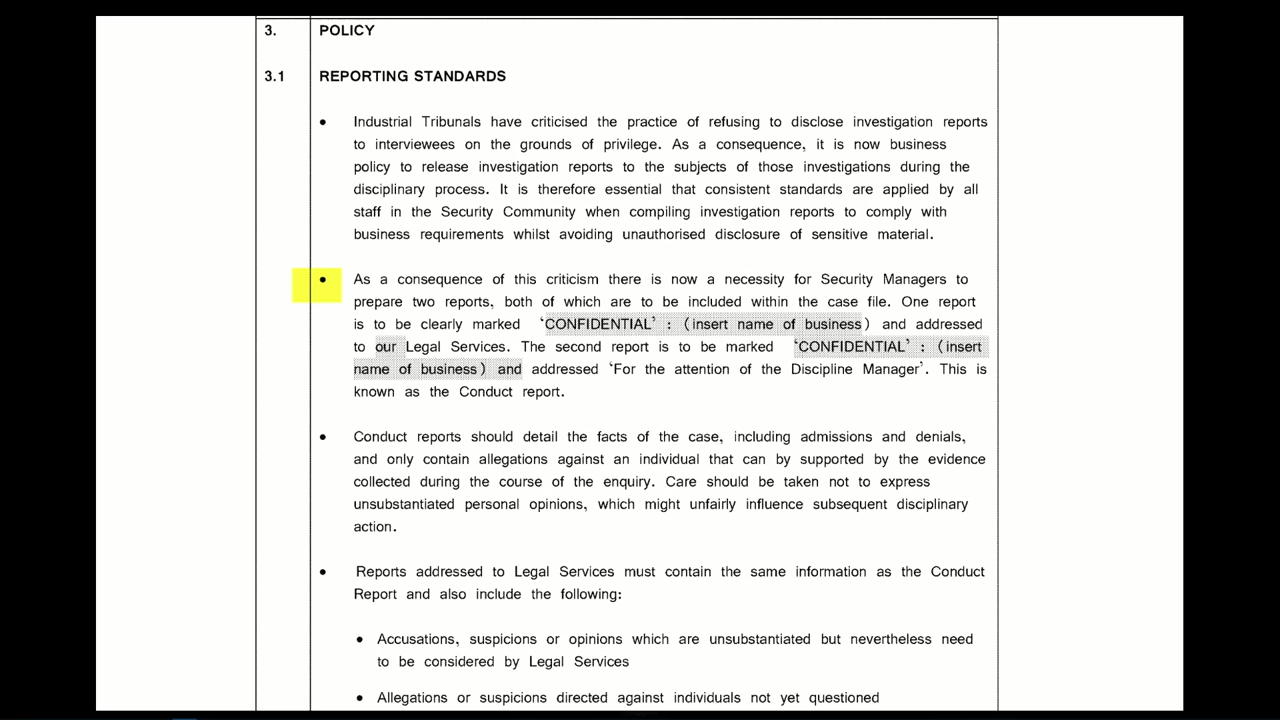 3. POLICY
3.1 REPORTING STANDARDS
• Industrial Tribunals have criticised the practice of refusing to disclose investigation reports
to interviewees on the grounds of privilege. As a consequence, it is now business
policy to release investigation reports to the subjects of those investigations during the
disciplinary process. It is therefore essential that consistent standards are applied by all
staff in the Security Community when compiling investigation reports to comply with
business requirements whilst avoiding unauthorised disclosure of sensitive material.
• As a consequence of this criticism there is now a necessity for Security Managers to
prepare two reports, both of which are to be included within the case file. One report
is to be clearly marked ‘CONFIDENTIAL’ : (insert name of business) and addressed
to our Legal Services. The second report is to be marked ‘CONFIDENTIAL’ : (insert
name of business) and addressed ‘For the attention of the Discipline Manager’. This is
known as the Conduct report.
• Conduct reports should detail the facts of the case, including admissions and denials,
and only contain allegations against an individual that can by supported by the evidence
collected during the course of the enquiry. Care should be taken not to express
unsubstantiated personal opinions, which might unfairly influence subsequent disciplinary
action.
• Reports addressed to Legal Services must contain the same information as the Conduct
Report and also include the following:
• Accusations, suspicions or opinions which are unsubstantiated but nevertheless need
to be considered by Legal Services
• Allegations or suspicions directed against individuals not yet questioned